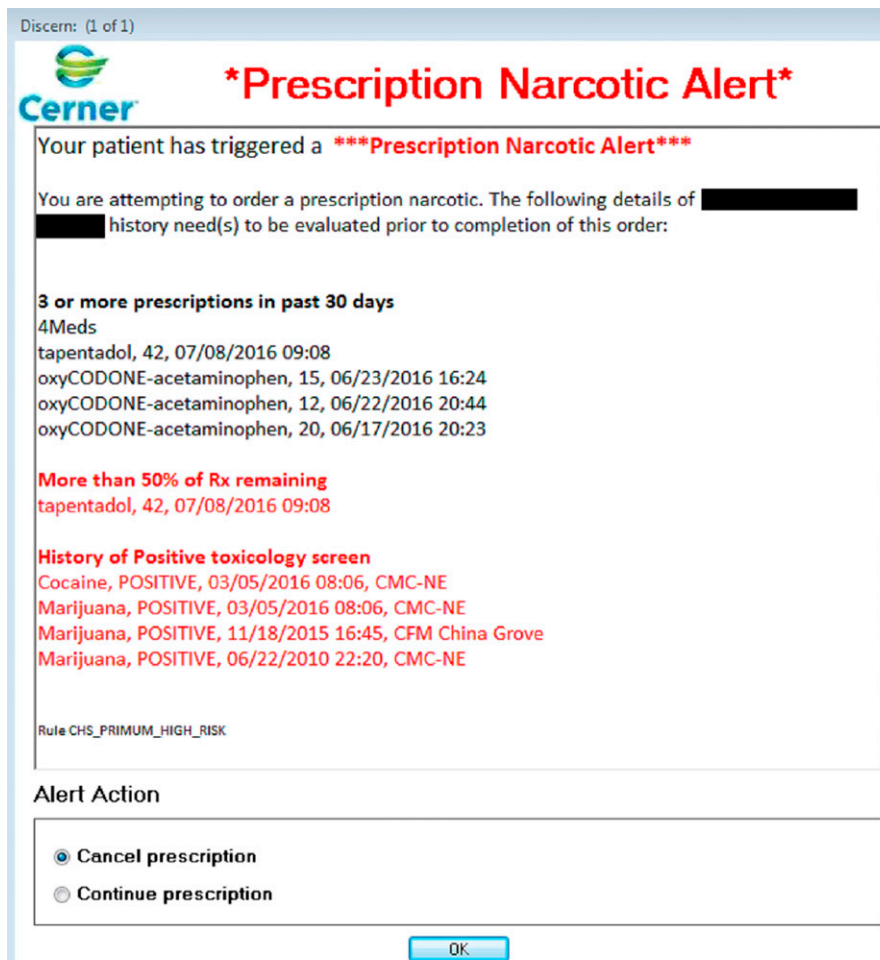 Discern: (1 of 1)
Cerner
*Prescription Narcotic Alert*
Your patient has triggered a ***Prescription Narcotic Alert***
You are attempting to order a prescription narcotic. The following details of
history need(s) to be evaluated prior to completion of this order:
3 or more prescriptions in past 30 days
4Meds
tapentadol, 42, 07/08/2016 09:08
oxyCODONE-acetaminophen, 15, 06/23/2016 16:24
oxyCODONE-acetaminophen, 12, 06/22/2016 20:44
oxyCODONE-acetaminophen, 20, 06/17/2016 20:23
More than 50% of Rx remaining
tapentadol, 42, 07/08/2016 09:08
History of Positive toxicology screen
Cocaine, POSITIVE, 03/05/2016 08:06, CMC-NE
Marijuana, POSITIVE, 03/05/2016 08:06, CMC-NE
Marijuana, POSITIVE, 11/18/2015 16:45, CFM China Grove
Marijuana, POSITIVE, 06/22/2010 22:20, CMC-NE
Rule CHS_PRIMUM_HIGH_RISK
Alert Action
Cancel prescription
Continue prescription
OK